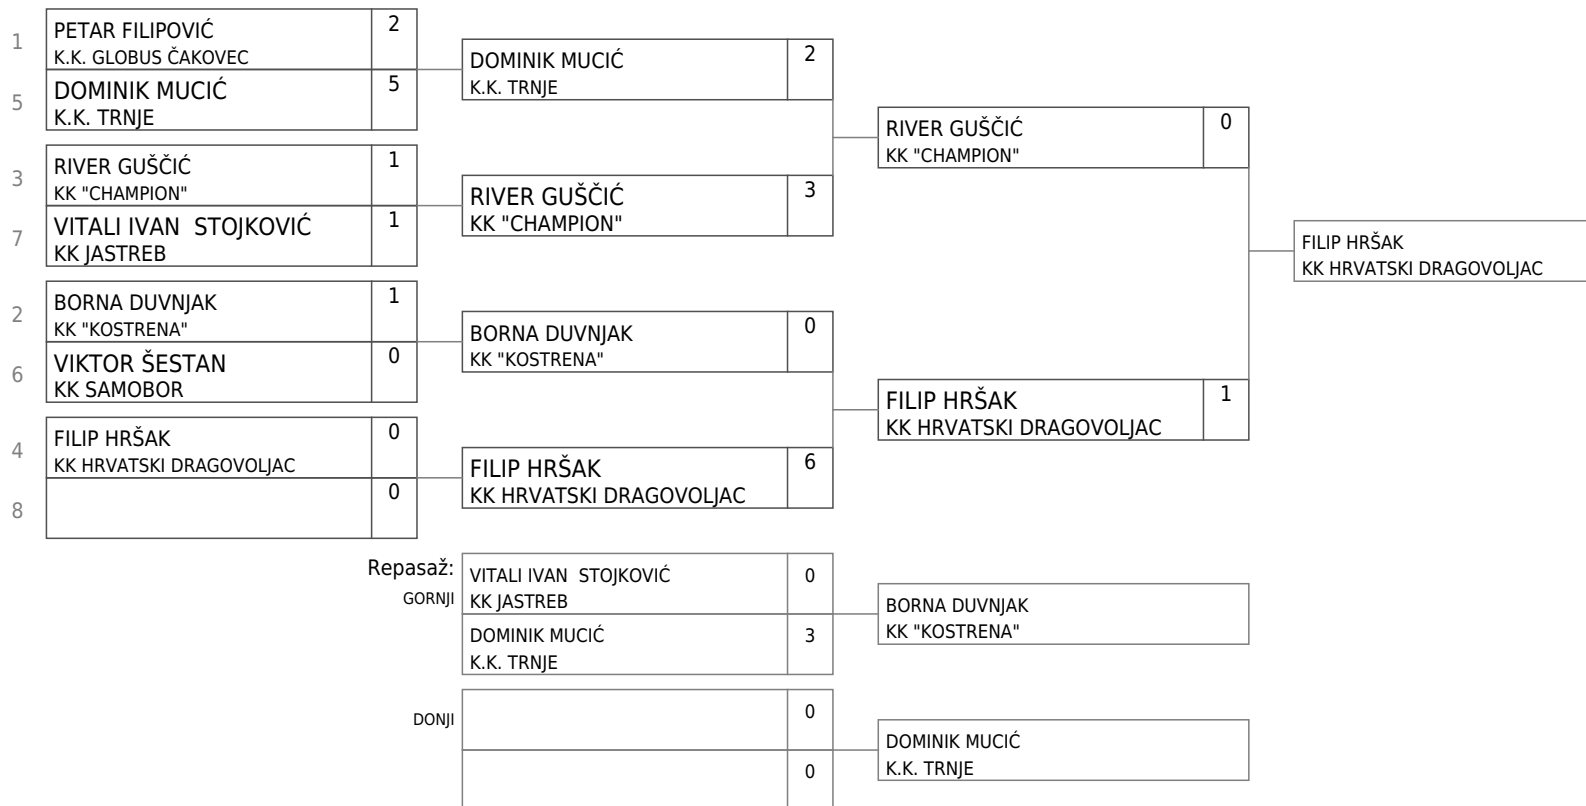 1
PETAR FILIPOVIĆ
K.K. GLOBUS ČAKOVEC
2
5
DOMINIK MUCIĆ
K.K. TRNJE
5
3
RIVER GUŠČIĆ
KK "CHAMPION"
1
7
VITALI IVAN  STOJKOVIĆ
KK JASTREB
1
2
BORNA DUVNJAK
KK "KOSTRENA"
1
6
VIKTOR ŠESTAN
KK SAMOBOR
0
4
FILIP HRŠAK
KK HRVATSKI DRAGOVOLJAC
0
8
0
DOMINIK MUCIĆ
K.K. TRNJE
2
RIVER GUŠČIĆ
KK "CHAMPION"
3
BORNA DUVNJAK
KK "KOSTRENA"
0
FILIP HRŠAK
KK HRVATSKI DRAGOVOLJAC
6
RIVER GUŠČIĆ
KK "CHAMPION"
0
FILIP HRŠAK
KK HRVATSKI DRAGOVOLJAC
1
FILIP HRŠAK
KK HRVATSKI DRAGOVOLJAC
Repasaž:
GORNJI
VITALI IVAN  STOJKOVIĆ
KK JASTREB
0
DOMINIK MUCIĆ
K.K. TRNJE
3
BORNA DUVNJAK
KK "KOSTRENA"
DONJI
0
0
DOMINIK MUCIĆ
K.K. TRNJE